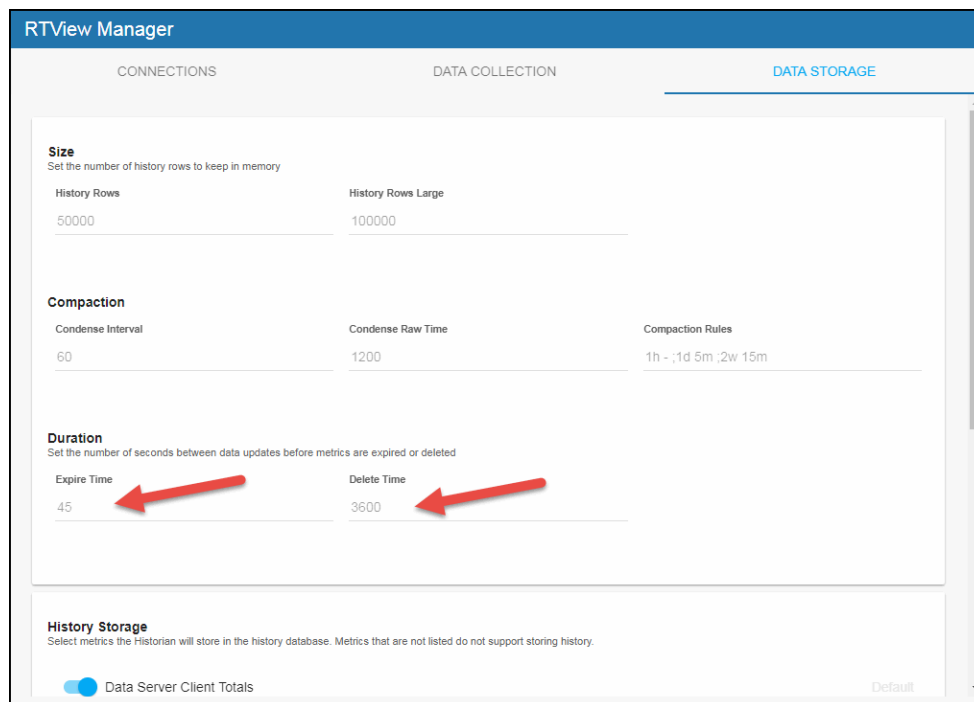 RTView Manager
CONNECTIONS DATA COLLECTION DATA STORAGE
Size
Set the number of history rows to keep in memory
History Rows History Rows Large
50000 100000
Compaction
Condense Interval Condense Raw Time Compaction Rules
60 1200 1h - ;1d 5m ;2w 15m
Duration
Set the number of seconds between data updates before metrics are expired or deleted
Expire Time Delete Time
45 3600
History Storage
Select metrics the Historian will store in the history database. Metrics that are not listed do not support storing history.
Data Server Client Totals Default